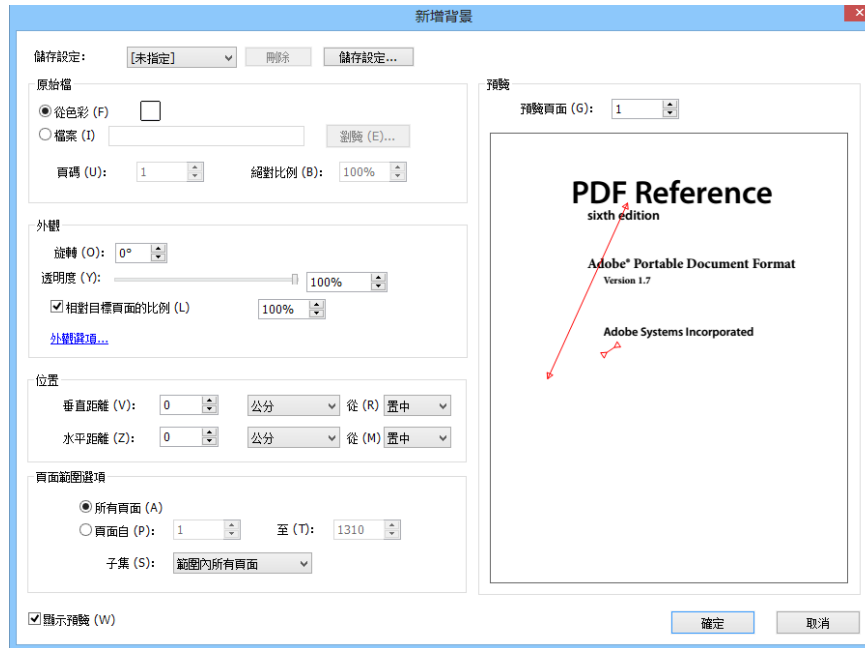 新增背景
儲存設定: [未指定] 刪除 儲存設定...
原始檔
從色彩 (F)
檔案 (I) 瀏覽 (E)...
頁碼 (U): 1 絕對比例 (B): 100%
外觀
旋轉 (O): 0°
透明度 (Y): 100%
相對目標頁面的比例 (L) 100%
外觀選項...
位置
垂直距離 (V): 0 公分 從 (R) 置中
水平距離 (Z): 0 公分 從 (M) 置中
頁面範圍選項
所有頁面 (A)
頁面自 (P): 1 至 (T): 1310
子集 (S): 範圍內所有頁面
顯示預覽 (W)
預覽
預覽頁面 (G): 1
PDF Reference
sixth edition
Adobe® Portable Document Format
Version 1.7
Adobe Systems Incorporated
確定 取消